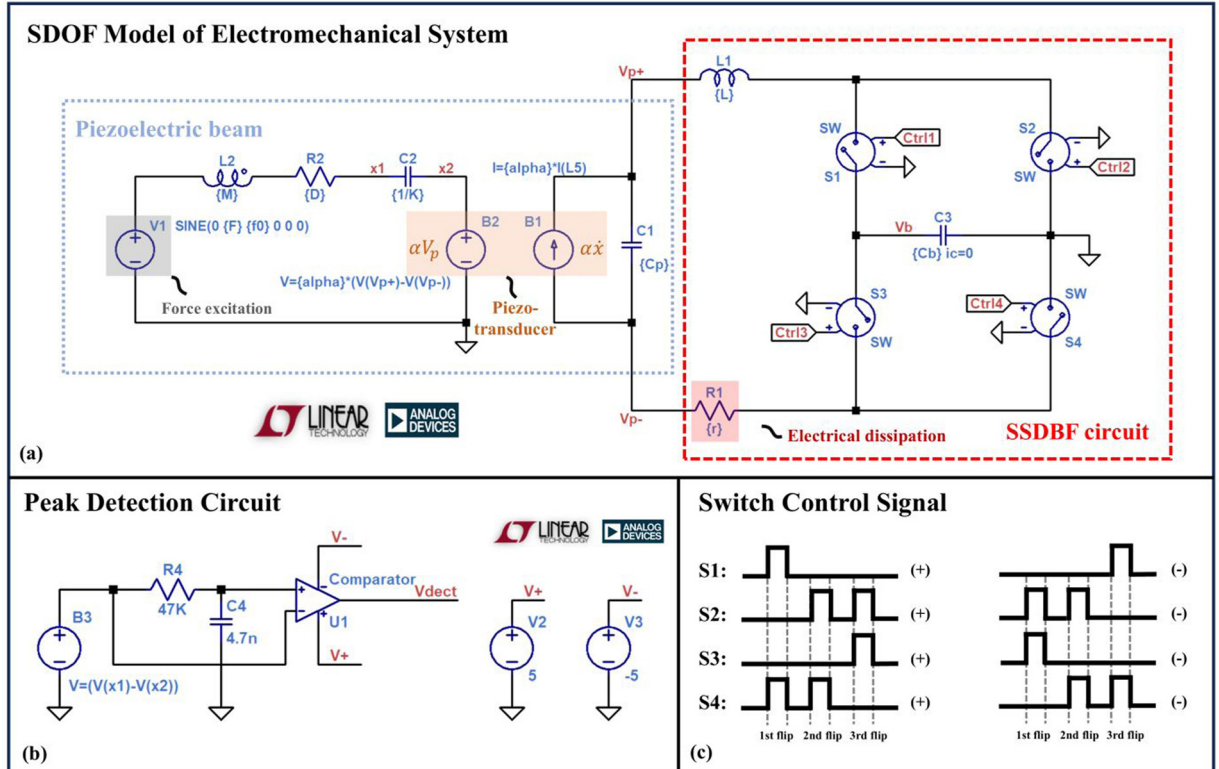 SDOF Model of Electromechanical System
Piezoelectric beam
L2
{M}
R2
{D}
x1
C2
{1/K}
x2
V1
SINE(0 {F} {f0} 0 0 0)
Force excitation
αVp
B2
V={alpha}*(V(Vp+)-V(Vp-))
Piezo-
transducer
I={alpha}*I(L5)
B1
αẋ
C1
{Cp}
Vp+
Vp-
L1
{L}
SW
Ctrl1
S1
S2
Ctrl2
SW
Vb
C3
{Cb} ic=0
S3
Ctrl3
SW
SW
Ctrl4
S4
R1
{r}
Electrical dissipation
SSDBF circuit
LINEAR
TECHNOLOGY
ANALOG
DEVICES
(a)
Peak Detection Circuit
LINEAR
TECHNOLOGY
ANALOG
DEVICES
B3
V=(V(x1)-V(x2))
R4
47K
C4
4.7n
V-
Comparator
U1
V+
Vdect
V+
V2
5
V-
V3
-5
(b)
Switch Control Signal
S1: (+) (-)
S2: (+) (-)
S3: (+) (-)
S4: (+) (-)
1st flip 2nd flip 3rd flip 1st flip 2nd flip 3rd flip
(c)